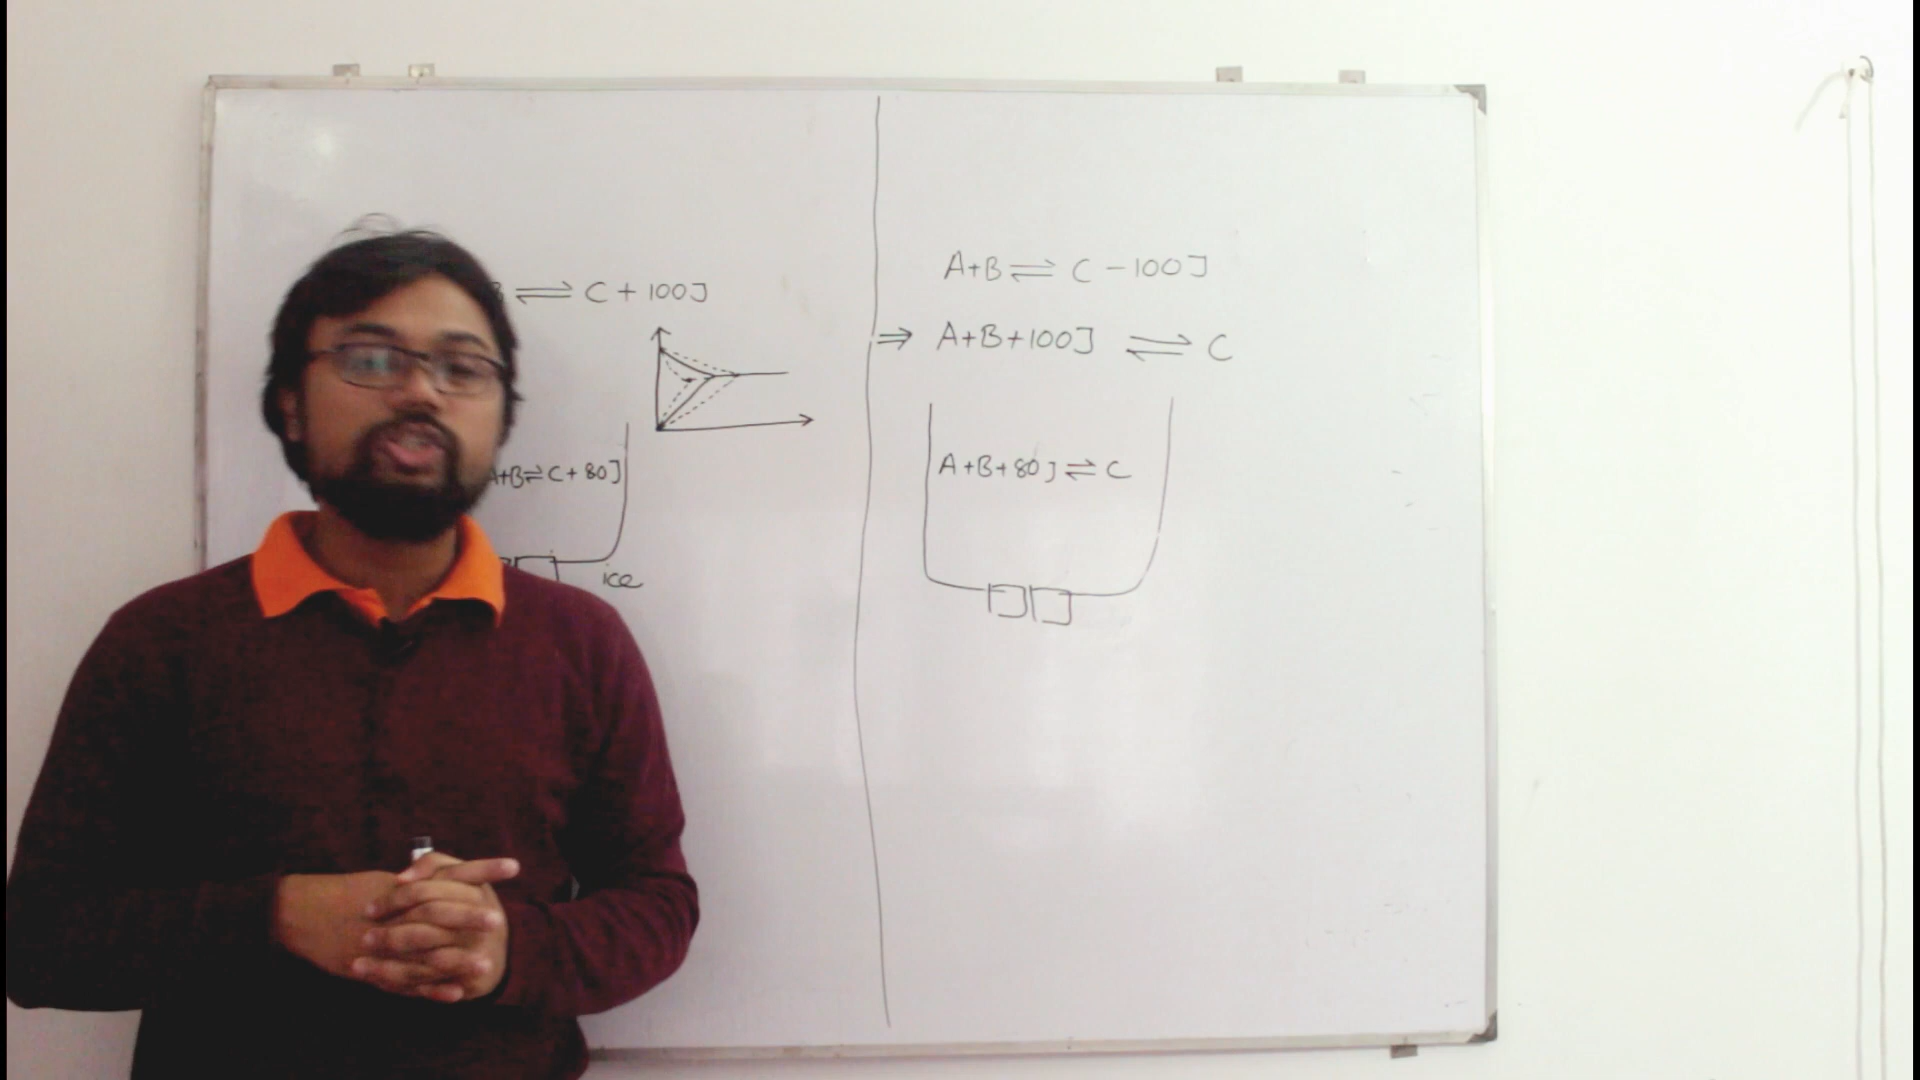 B ⇌ C + 100J
A+B⇌C+80J
ice
A+B ⇌ C - 100J
⇒ A+B+100J ⇌ C
A+B+80J ⇌ C